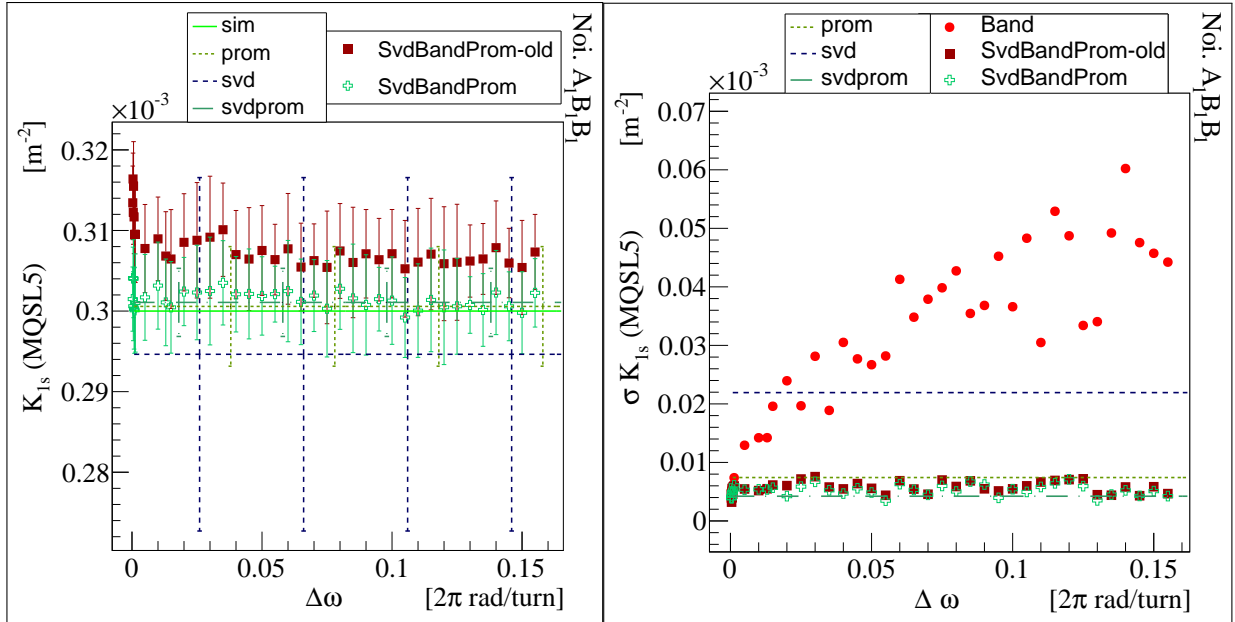 sim
prom
svd
svdprom
SvdBandProm-old
SvdBandProm
Noi. A₁B₁B₁
×10⁻³
K₁ₛ (MQSL5) [m⁻²]
0.32
0.31
0.3
0.29
0.28
0 0.05 0.1 0.15
Δω [2π rad/turn]
prom
svd
svdprom
Band
SvdBandProm-old
SvdBandProm
Noi. A₁B₁B₁
×10⁻³
σ K₁ₛ (MQSL5) [m⁻²]
0.07
0.06
0.05
0.04
0.03
0.02
0.01
0
0 0.05 0.1 0.15
Δ ω [2π rad/turn]